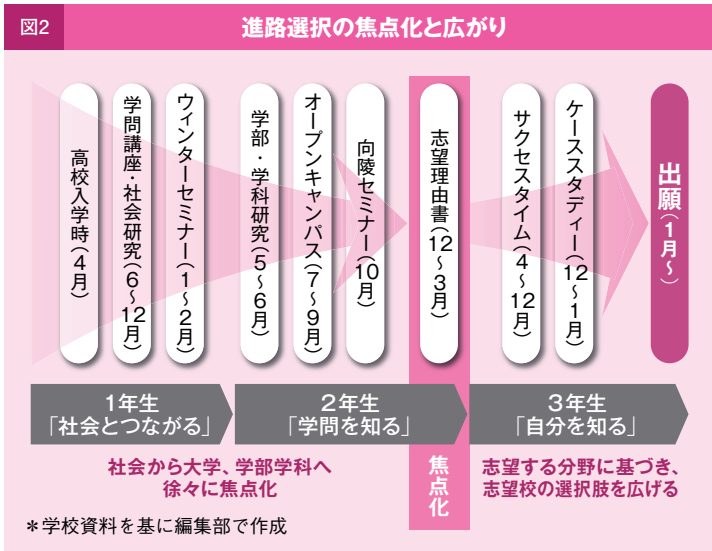 図2
進路選択の焦点化と広がり
高校入学時（4月）
学問講座・社会研究（6～12月）
ウィンターセミナー（1～2月）
学部・学科研究（5～6月）
オープンキャンパス（7～9月）
向陵セミナー（10月）
志望理由書（12～3月）
サクセスタイム（4～12月）
ケーススタディー（12～1月）
出願（1月～）
1年生
「社会とつながる」
2年生
「学問を知る」
3年生
「自分を知る」
社会から大学、学部学科へ
徐々に焦点化
焦点化
志望する分野に基づき、
志望校の選択肢を広げる
＊学校資料を基に編集部で作成